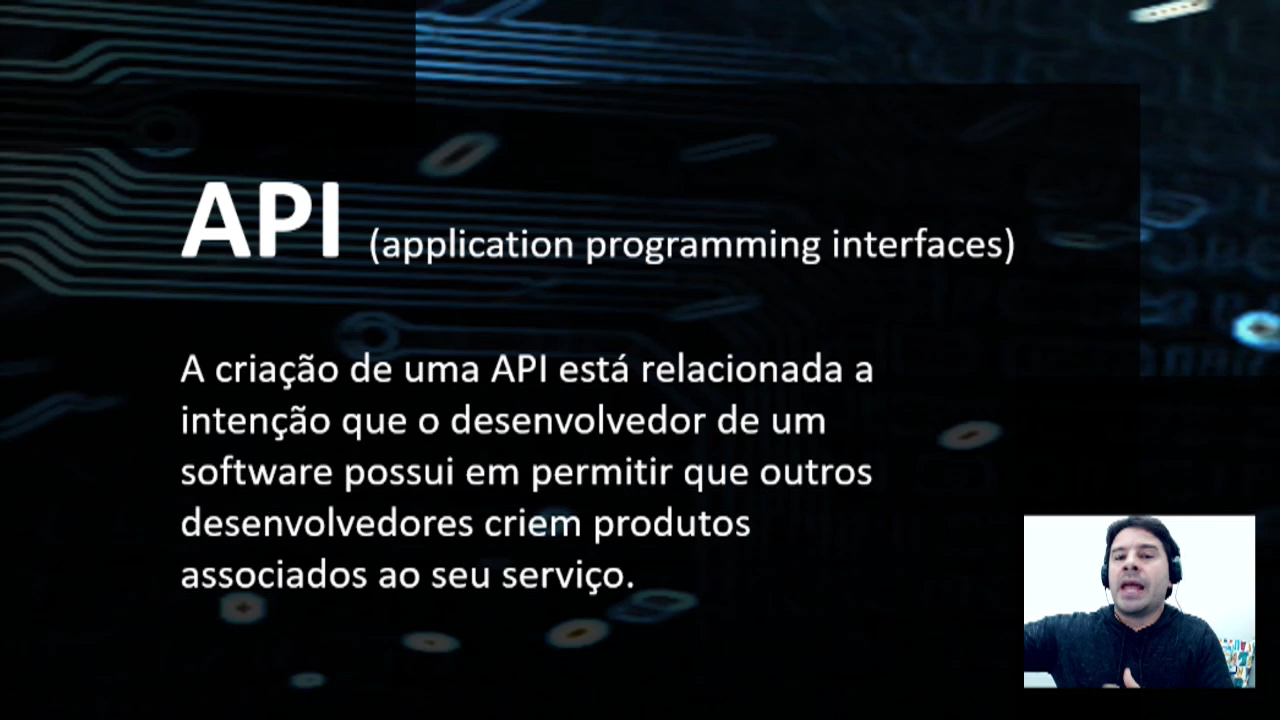 API (application programming interfaces)
A criação de uma API está relacionada a
intenção que o desenvolvedor de um
software possui em permitir que outros
desenvolvedores criem produtos
associados ao seu serviço.